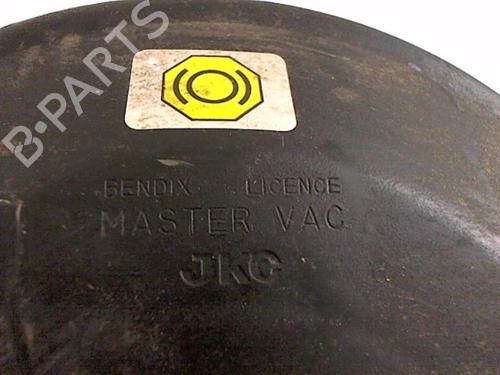 B-PARTS
BENDIX LICENCE
MASTER VAC
JKC